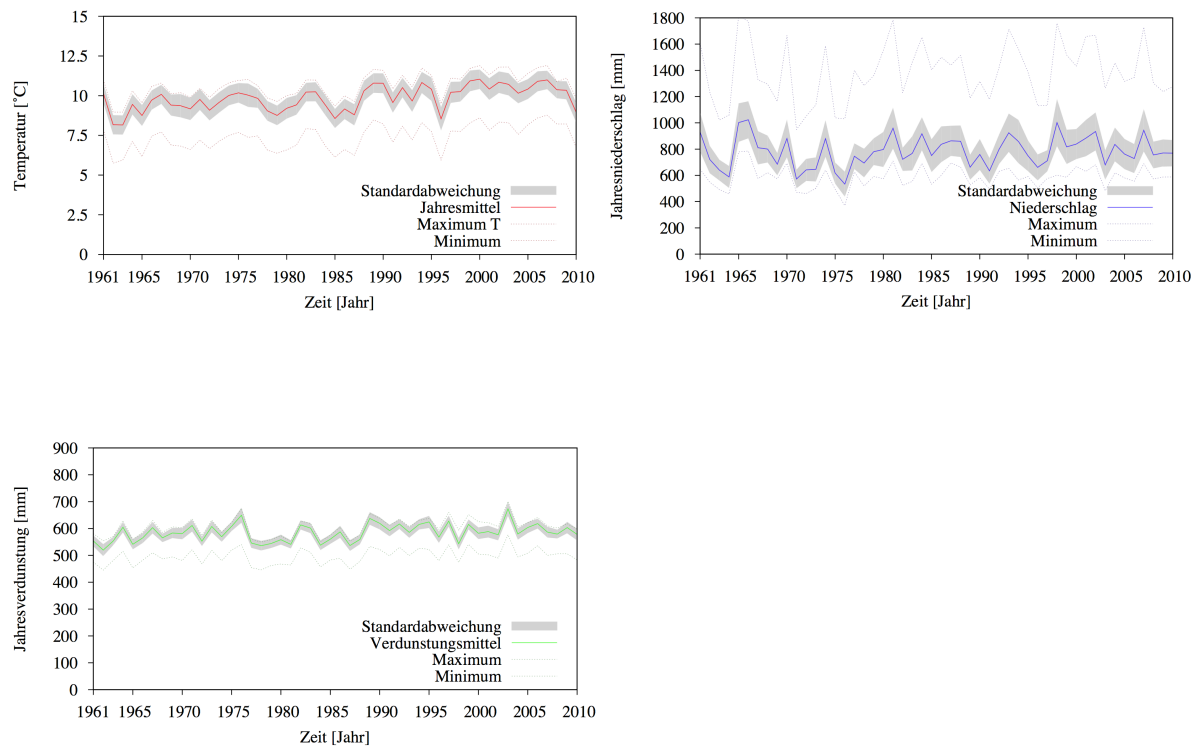 Temperatur [°C]
15
12.5
10
7.5
5
2.5
0
Standardabweichung
Jahresmittel
Maximum T
Minimum
1961 1965 1970 1975 1980 1985 1990 1995 2000 2005 2010
Zeit [Jahr]
Jahresniederschlag [mm]
1800
1600
1400
1200
1000
800
600
400
200
0
Standardabweichung
Niederschlag
Maximum
Minimum
1961 1965 1970 1975 1980 1985 1990 1995 2000 2005 2010
Zeit [Jahr]
Jahresverdunstung [mm]
900
800
700
600
500
400
300
200
100
0
Standardabweichung
Verdunstungsmittel
Maximum
Minimum
1961 1965 1970 1975 1980 1985 1990 1995 2000 2005 2010
Zeit [Jahr]